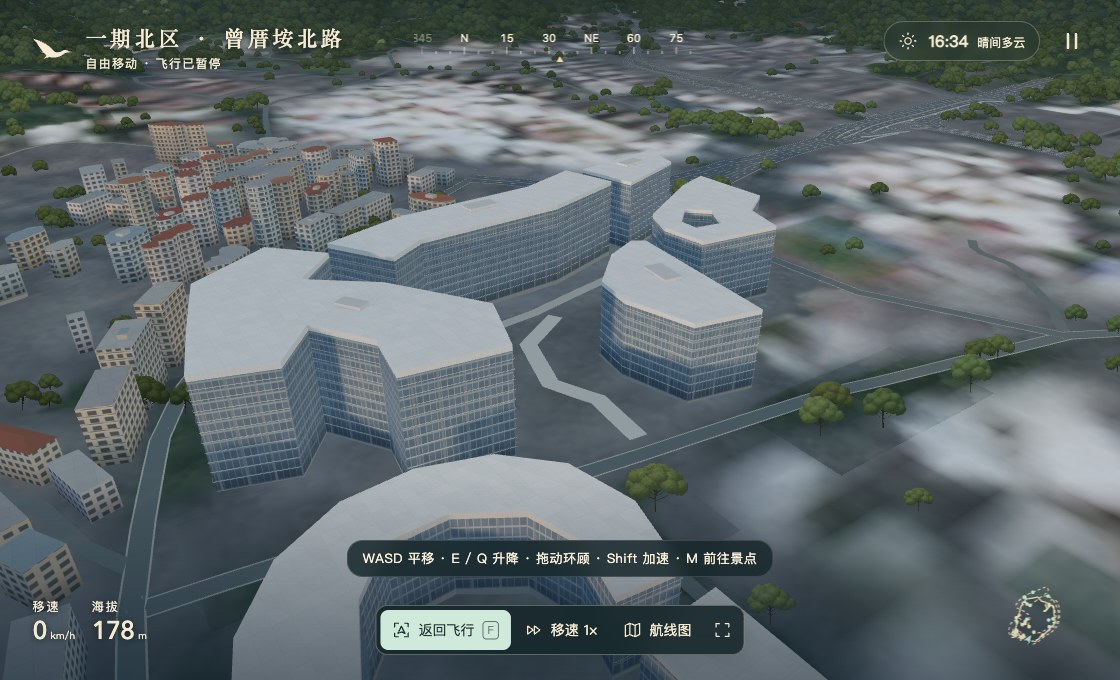 一期北区 · 曾厝垵北路
自由移动 · 飞行已暂停
345 N 15 30 NE 60 75
16:34 晴间多云
WASD 平移 · E / Q 升降 · 拖动环顾 · Shift 加速 · M 前往景点
移速 海拔
0 km/h 178 m
返回飞行 F 移速 1x 航线图